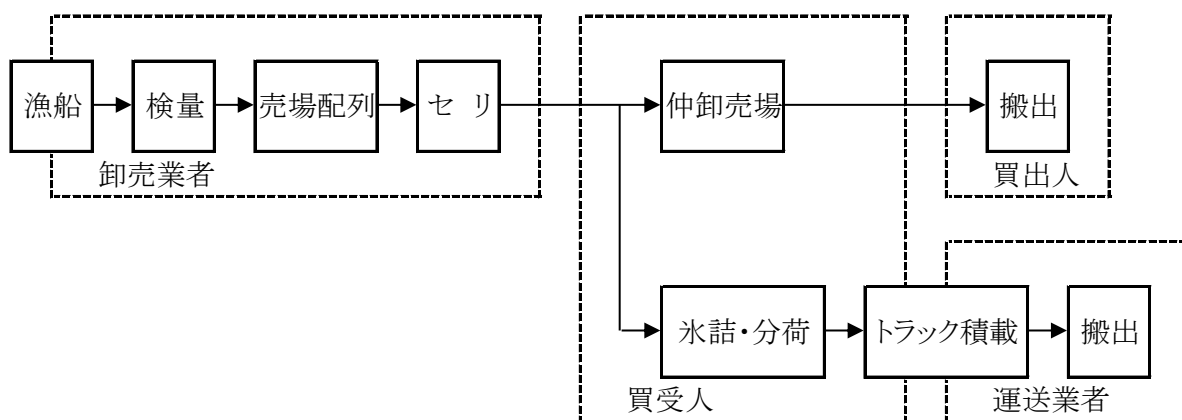 漁船
検量
売場配列
セ リ
仲卸売場
搬出
卸売業者
買出人
氷詰・分荷
トラック積載
搬出
買受人
運送業者